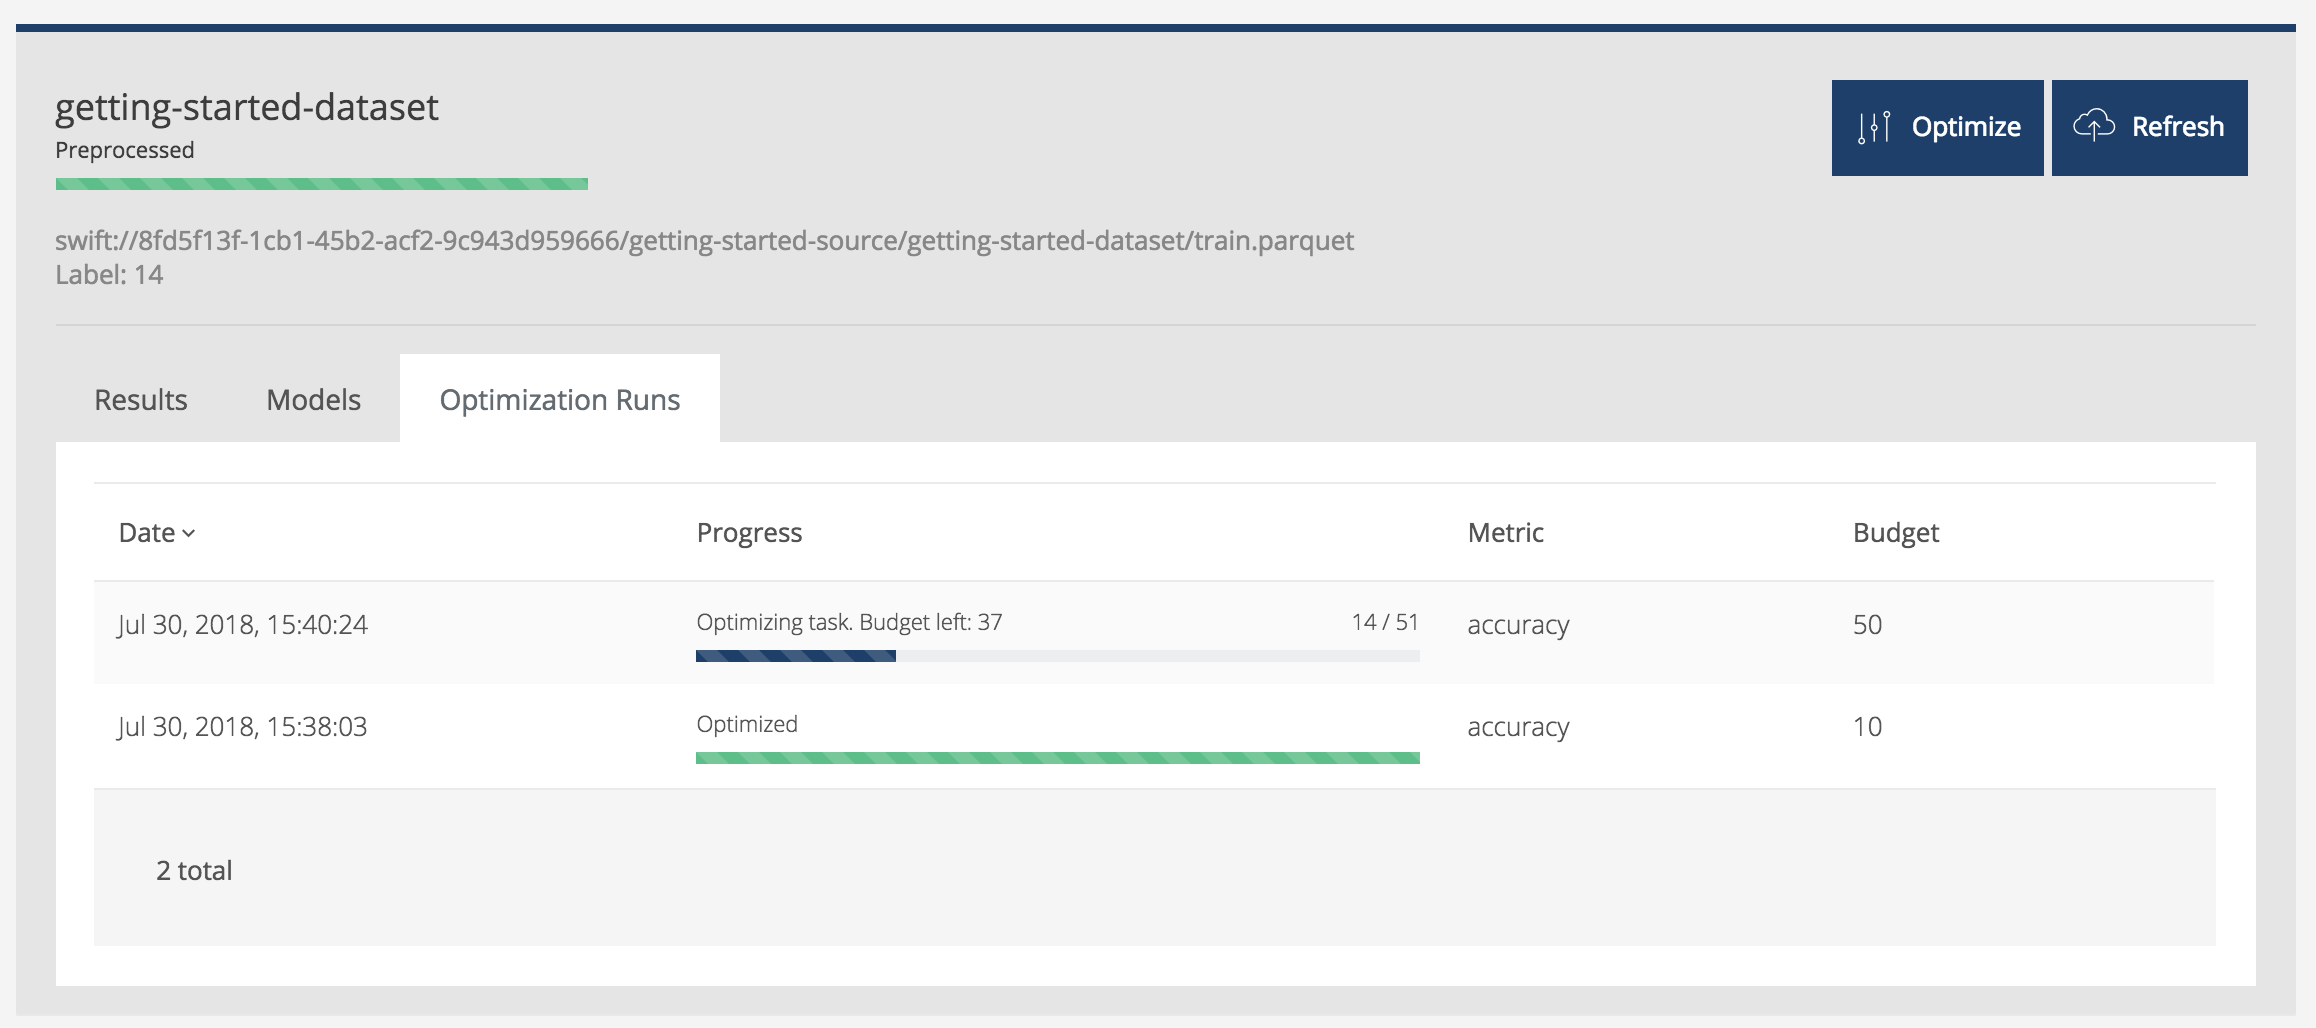 getting-started-dataset
Preprocessed
Optimize
Refresh
swift://8fd5f13f-1cb1-45b2-acf2-9c943d959666/getting-started-source/getting-started-dataset/train.parquet
Label: 14
Results Models Optimization Runs
Date Progress Metric Budget
Jul 30, 2018, 15:40:24 Optimizing task. Budget left: 37 14 / 51 accuracy 50
Jul 30, 2018, 15:38:03 Optimized accuracy 10
2 total